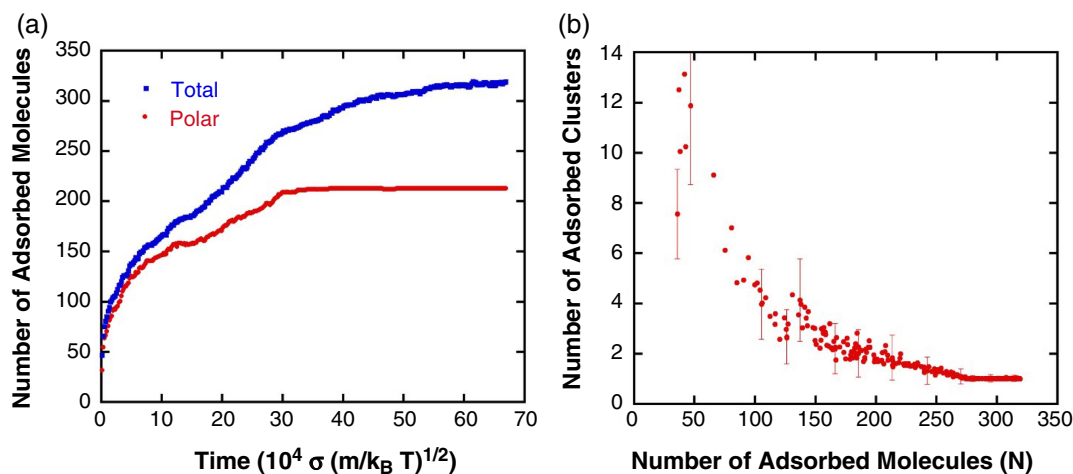 (a)
Number of Adsorbed Molecules
350
300
250
200
150
100
50
0
Total
Polar
0 10 20 30 40 50 60 70
Time (10⁴ σ (m/k_B T)^{1/2})
(b)
Number of Adsorbed Clusters
14
12
10
8
6
4
2
0
0 50 100 150 200 250 300 350
Number of Adsorbed Molecules (N)